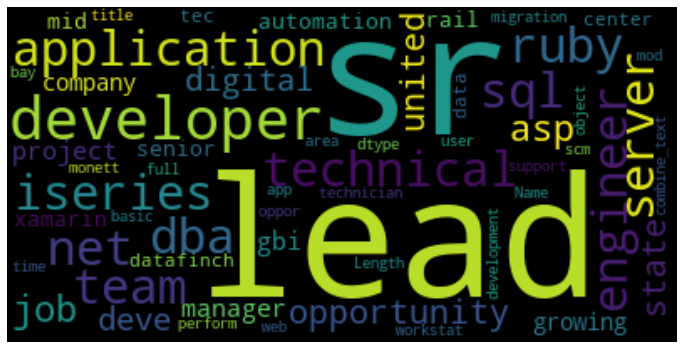 mid title tec automation rail migration center
application sr united ruby
bay company digital data sql mod
developer asp server object
project senior area dtype user engineer scm combine_text
monett full technical support
iseries app technician Name state
xamarin basic oppor lead
net dba gbi Length development
time datafinch
team manager opportunity
job deve perform web workstat growing